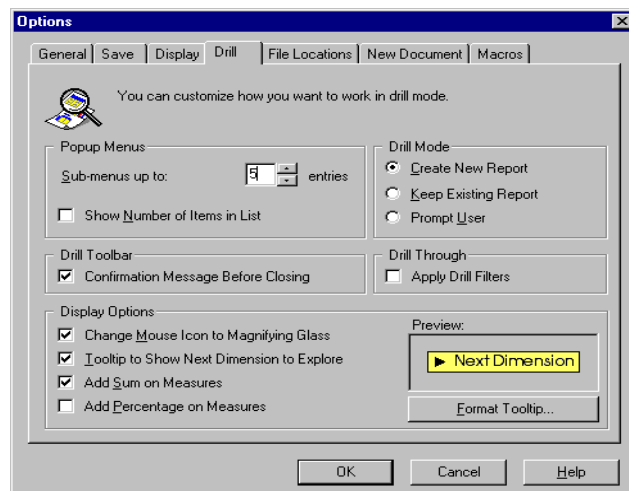 Options
General
Save
Display
Drill
File Locations
New Document
Macros
You can customize how you want to work in drill mode.
Popup Menus
Sub-menus up to: 5 entries
Show Number of Items in List
Drill Mode
Create New Report
Keep Existing Report
Prompt User
Drill Toolbar
Confirmation Message Before Closing
Drill Through
Apply Drill Filters
Display Options
Change Mouse Icon to Magnifying Glass
Tooltip to Show Next Dimension to Explore
Add Sum on Measures
Add Percentage on Measures
Preview:
Next Dimension
Format Tooltip...
OK
Cancel
Help